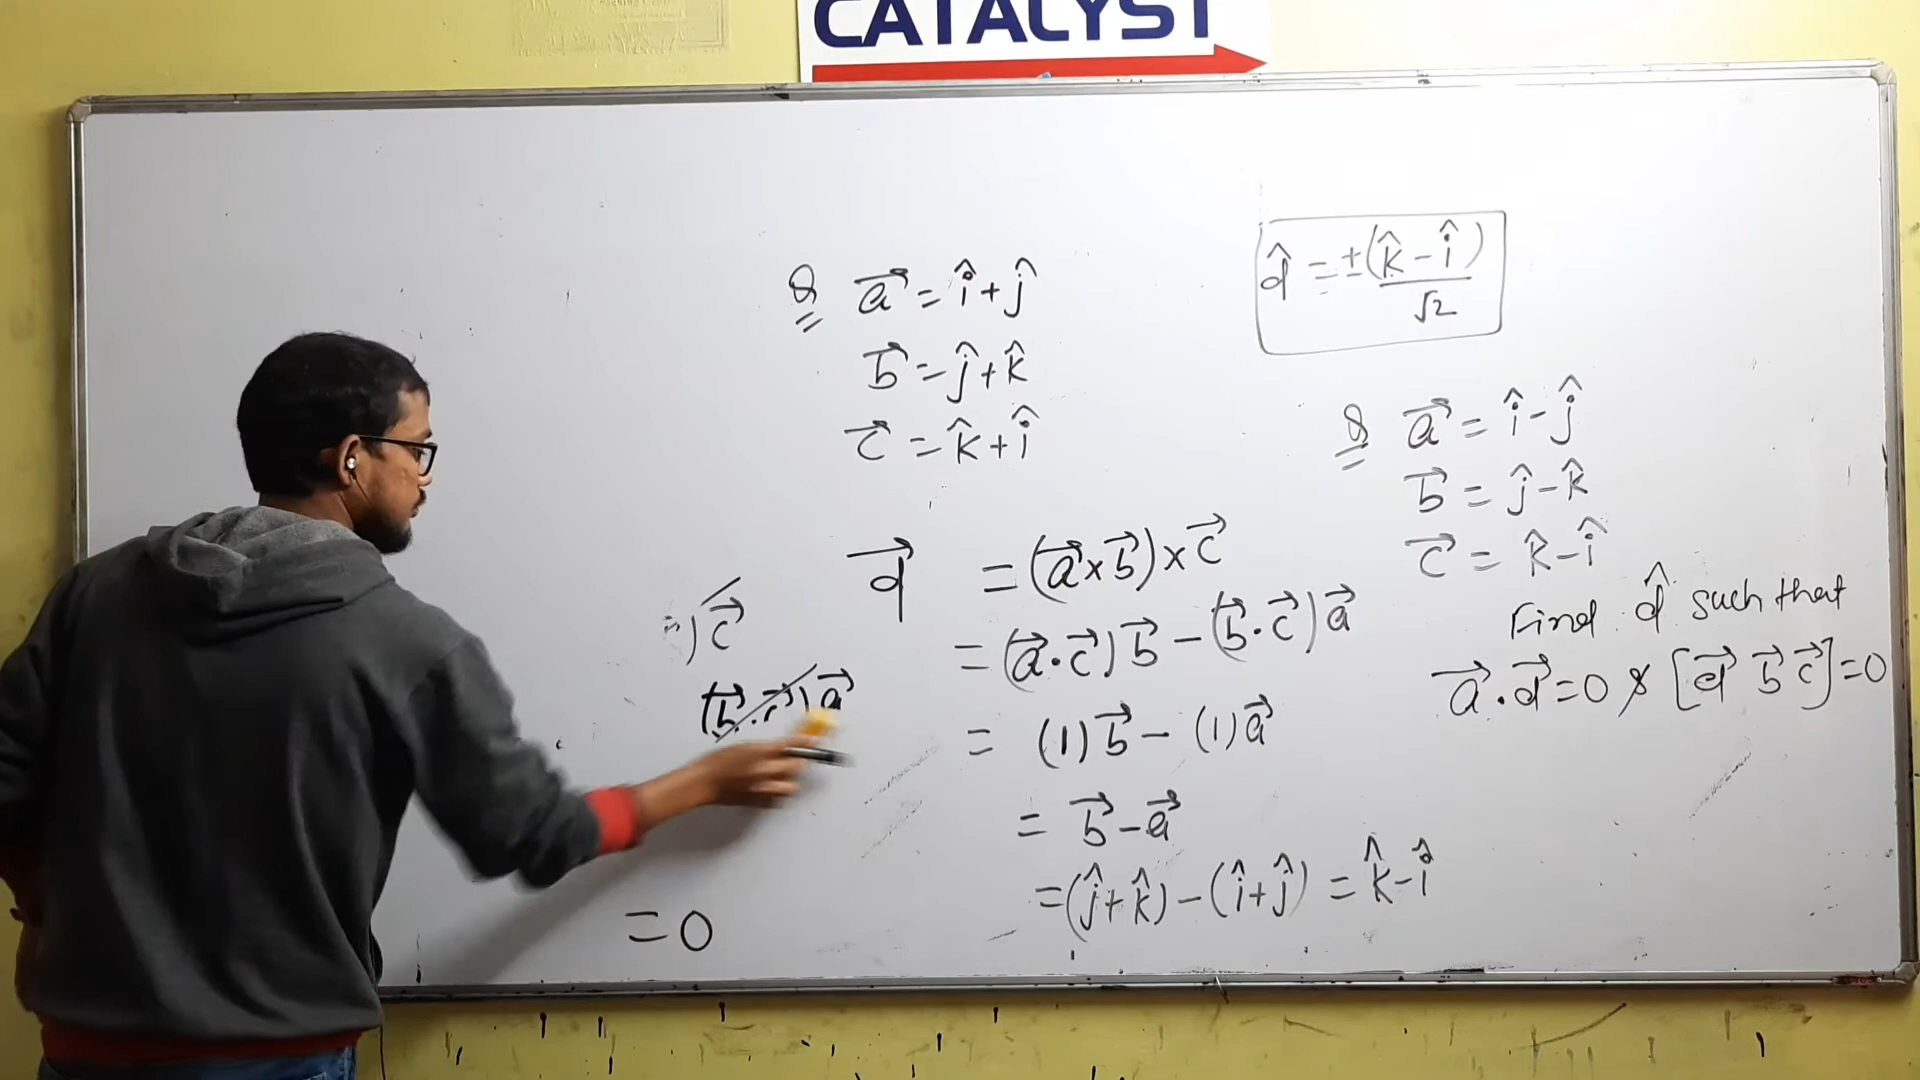 CATALYST
d̂ = ±(k̂ - î)/√2
Q a⃗ = î + ĵ
b⃗ = ĵ + k̂
c⃗ = k̂ + î
d⃗ = (a⃗ × b⃗) × c⃗
= (a⃗ · c⃗) b⃗ - (b⃗ · c⃗) a⃗
= (1) b⃗ - (1) a⃗
= b⃗ - a⃗
= (ĵ + k̂) - (î + ĵ) = k̂ - î
) c⃗
(b⃗ · c⃗) a⃗
= 0
Q a⃗ = î - ĵ
b⃗ = ĵ - k̂
c⃗ = k̂ - î
Find d̂ such that
a⃗ · d⃗ = 0 & [d⃗ b⃗ c⃗] = 0